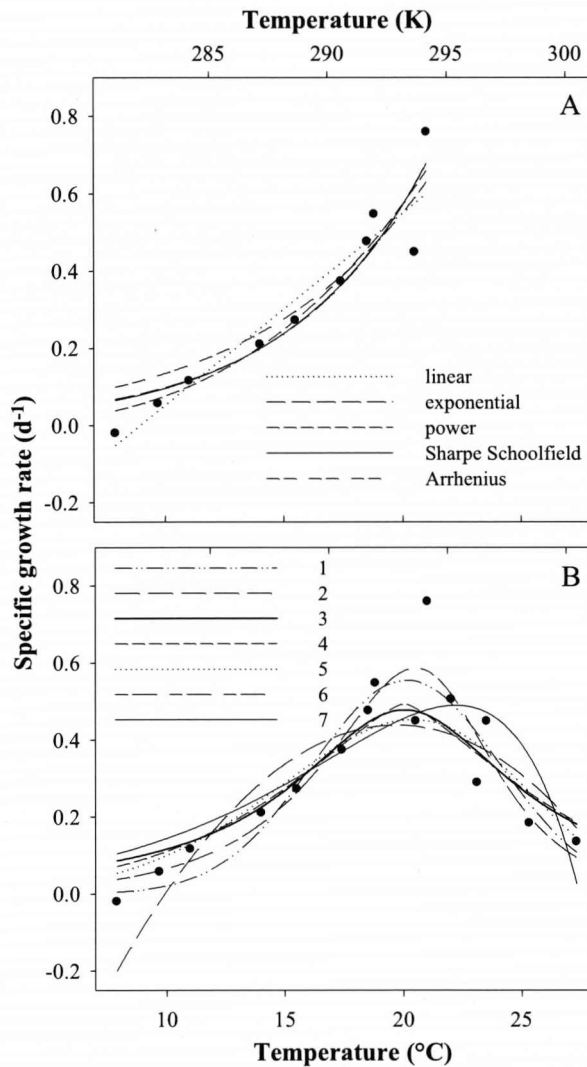 Temperature (K)
285 290 295 300
A
0.8
0.6
0.4
0.2
0.0
-0.2
linear
exponential
power
Sharpe Schoolfield
Arrhenius
Specific growth rate (d-1)
B
0.8
0.6
0.4
0.2
0.0
-0.2
1
2
3
4
5
6
7
10 15 20 25
Temperature (°C)